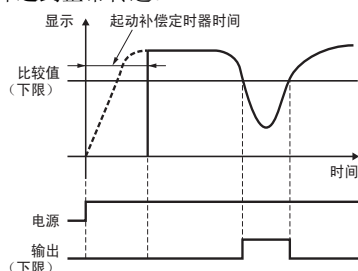 显示
起动补偿定时器时间
比较值
（下限）
时间
电源
输出
（下限）